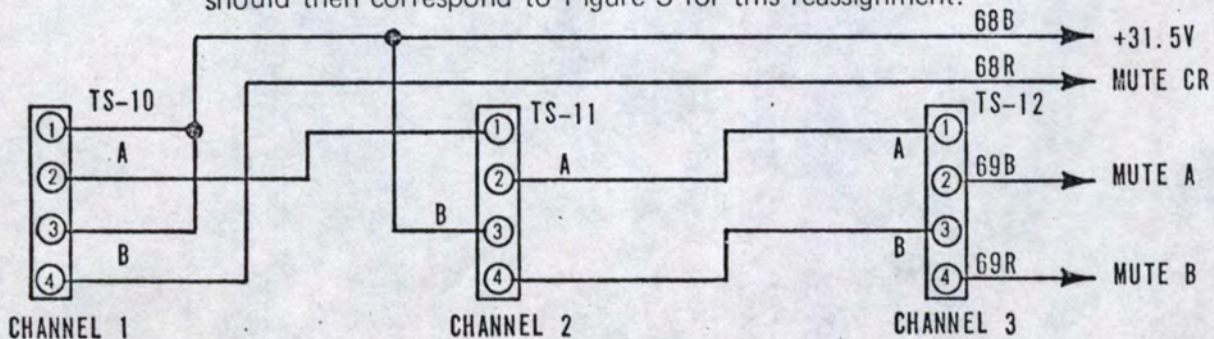 should then correspond to Figure 3 for this reassignment.
68B
+31.5V
68R
MUTE CR
TS-10
TS-11
TS-12
1
A
2
3
B
4
1
A
2
B
3
4
1
A
2
69B
MUTE A
3
B
4
69R
MUTE B
CHANNEL 1
CHANNEL 2
CHANNEL 3